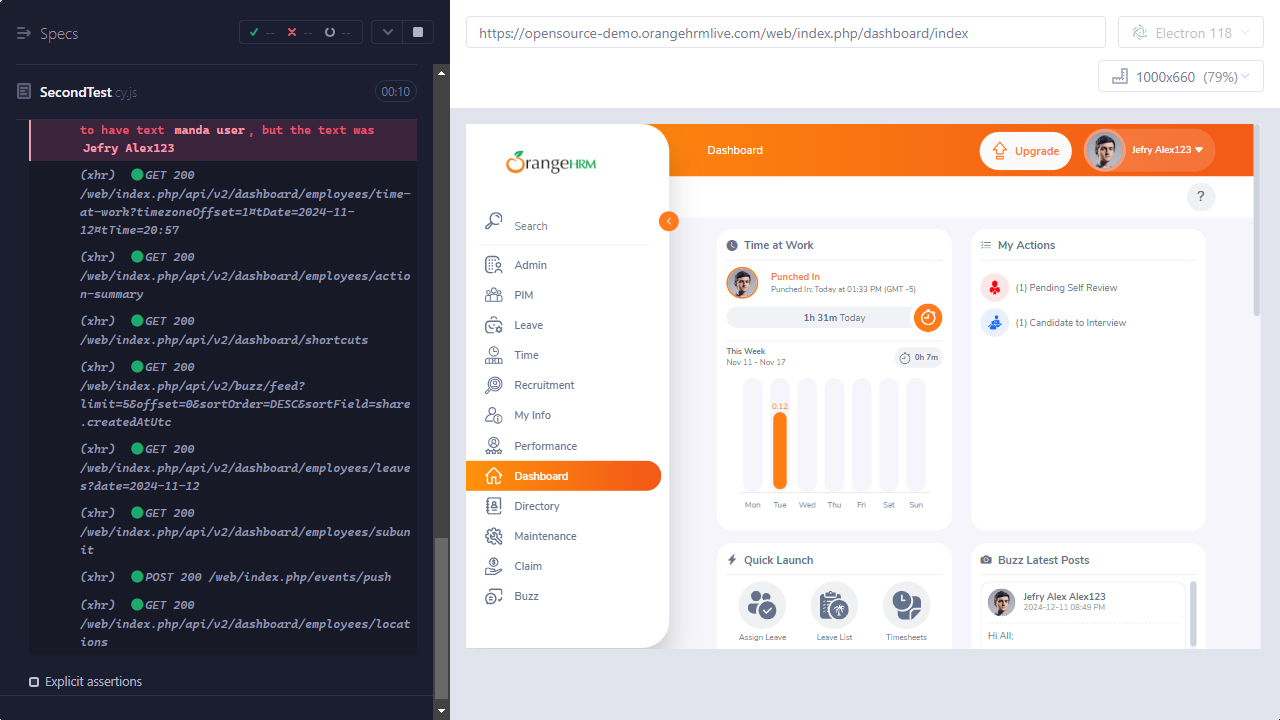 Specs
-- -- --
SecondTest.cy.js
00:10
to have text manda user, but the text was
Jefry Alex123
(xhr) GET 200
/web/index.php/api/v2/dashboard/employees/time-
at-work?timezoneOffset=1¤tDate=2024-11-
12¤tTime=20:57
(xhr) GET 200
/web/index.php/api/v2/dashboard/employees/actio
n-summary
(xhr) GET 200
/web/index.php/api/v2/dashboard/shortcuts
(xhr) GET 200
/web/index.php/api/v2/buzz/feed?
limit=5&offset=0&sortOrder=DESC&sortField=share
.createdAtUtc
(xhr) GET 200
/web/index.php/api/v2/dashboard/employees/leave
s?date=2024-11-12
(xhr) GET 200
/web/index.php/api/v2/dashboard/employees/subun
it
(xhr) POST 200 /web/index.php/events/push
(xhr) GET 200
/web/index.php/api/v2/dashboard/employees/locat
ions
Explicit assertions
https://opensource-demo.orangehrmlive.com/web/index.php/dashboard/index
Electron 118
1000x660 (79%)
OrangeHRM
Search
Admin
PIM
Leave
Time
Recruitment
My Info
Performance
Dashboard
Directory
Maintenance
Claim
Buzz
Dashboard
Upgrade
Jefry Alex123
?
Time at Work
Punched In
Punched In: Today at 01:33 PM (GMT -5)
1h 31m Today
This Week
Nov 11 - Nov 17
0h 7m
0.12
Mon Tue Wed Thu Fri Sat Sun
My Actions
(1) Pending Self Review
(1) Candidate to Interview
Quick Launch
Assign Leave
Leave List
Timesheets
Buzz Latest Posts
Jefry Alex Alex123
2024-12-11 08:49 PM
Hi All;